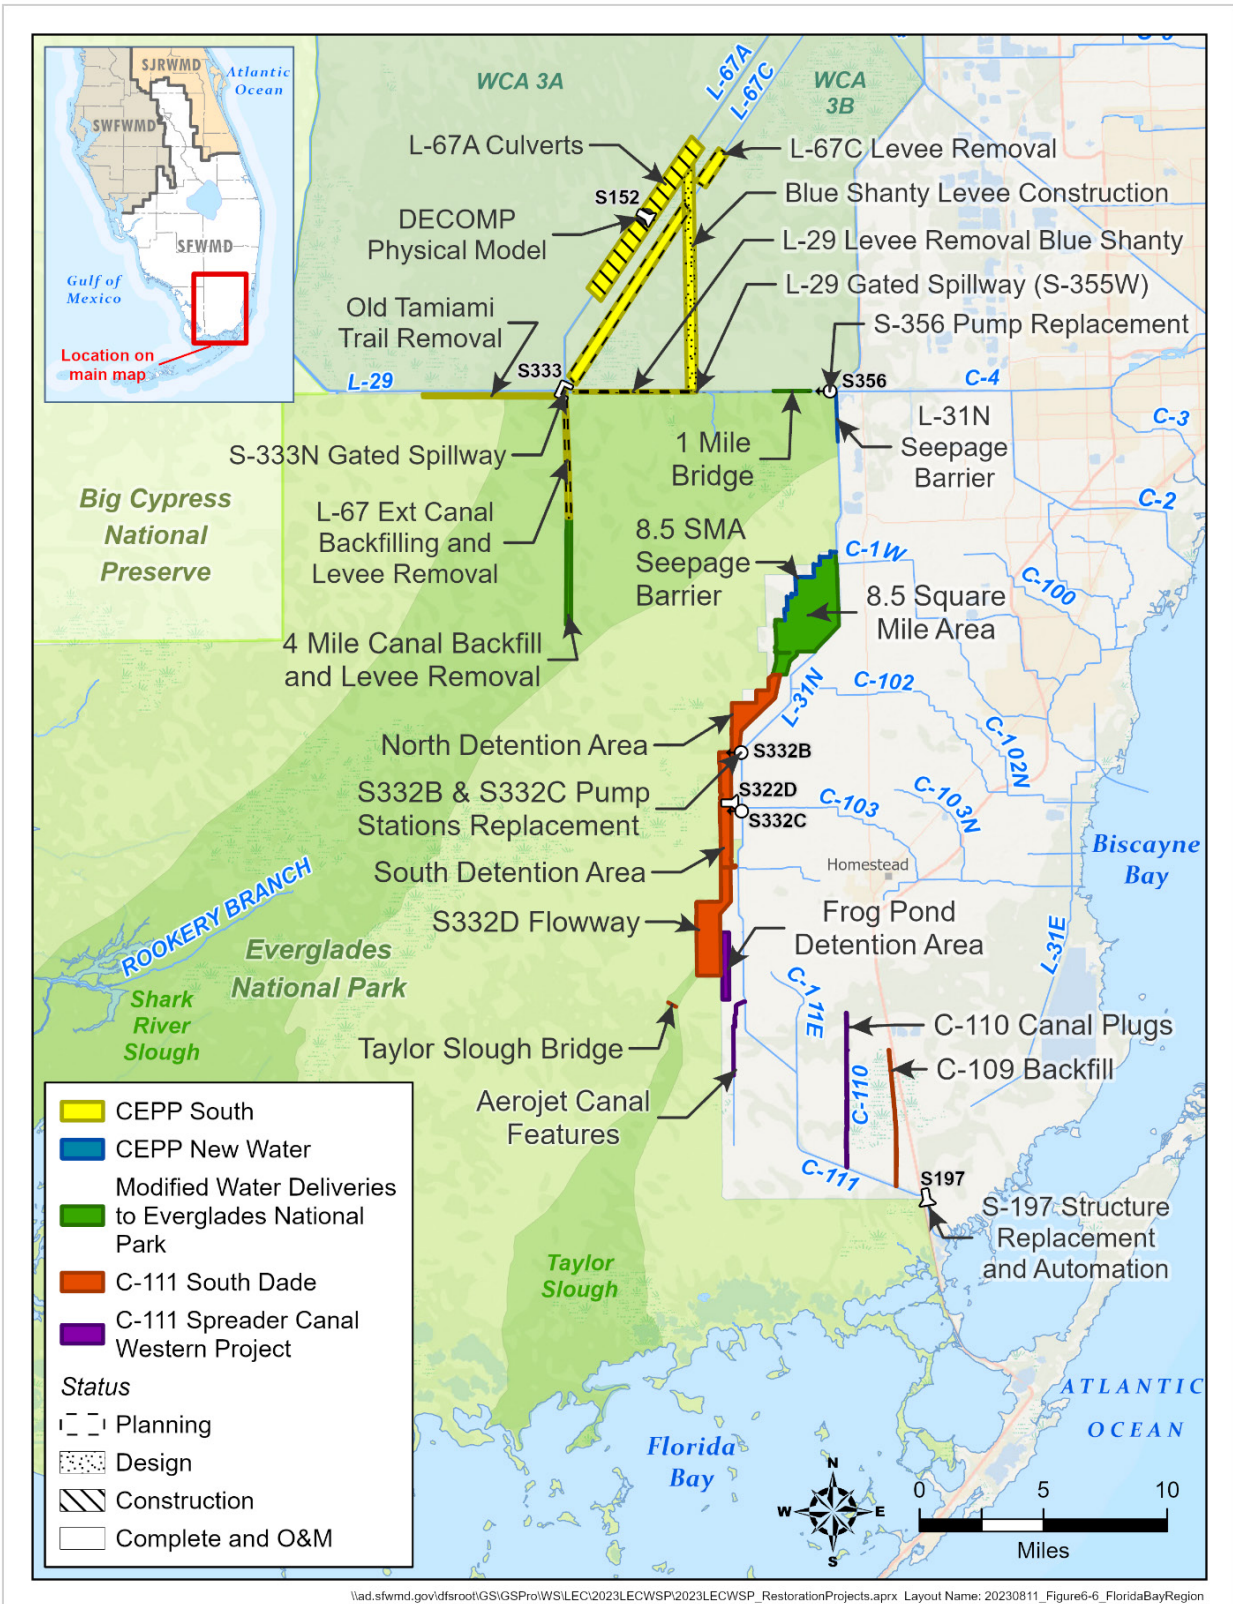 SJRWMD
Atlantic
Ocean
SWFWMD
SFWMD
Gulf of
Mexico
Location on
main map
WCA 3A
L-67A
L-67C
WCA
3B
L-67A Culverts
L-67C Levee Removal
S152
Blue Shanty Levee Construction
DECOMP
Physical Model
L-29 Levee Removal Blue Shanty
L-29 Gated Spillway (S-355W)
Old Tamiami
Trail Removal
S-356 Pump Replacement
S333
L-29
S356
C-4
C-3
L-31N
Seepage
Barrier
1 Mile
Bridge
S-333N Gated Spillway
C-2
Big Cypress
National
Preserve
L-67 Ext Canal
Backfilling and
Levee Removal
8.5 SMA
Seepage
Barrier
C-1W
C-100
8.5 Square
Mile Area
4 Mile Canal Backfill
and Levee Removal
L-31N
C-102
C-102N
North Detention Area
S332B
S332B & S332C Pump
Stations Replacement
S322D
S332C
C-103
C-103N
Biscayne
Bay
South Detention Area
Homestead
ROOKERY BRANCH
S332D Flowway
Frog Pond
Detention Area
L-31E
Everglades
National Park
Shark
River
Slough
C-111E
Taylor Slough Bridge
C-110 Canal Plugs
C-109 Backfill
C-110
Aerojet Canal
Features
C-111
S197
S-197 Structure
Replacement
and Automation
Taylor
Slough
CEPP South
CEPP New Water
Modified Water Deliveries
to Everglades National
Park
C-111 South Dade
C-111 Spreader Canal
Western Project
Status
Planning
Design
Construction
Complete and O&M
ATLANTIC
OCEAN
Florida
Bay
N
W
E
S
0 5 10
Miles
\\ad.sfwmd.gov\dfsroot\GS\GSPro\WS\LEC\2023LECWSP\2023LECWSP_RestorationProjects.aprx Layout Name: 20230811_Figure6-6_FloridaBayRegion